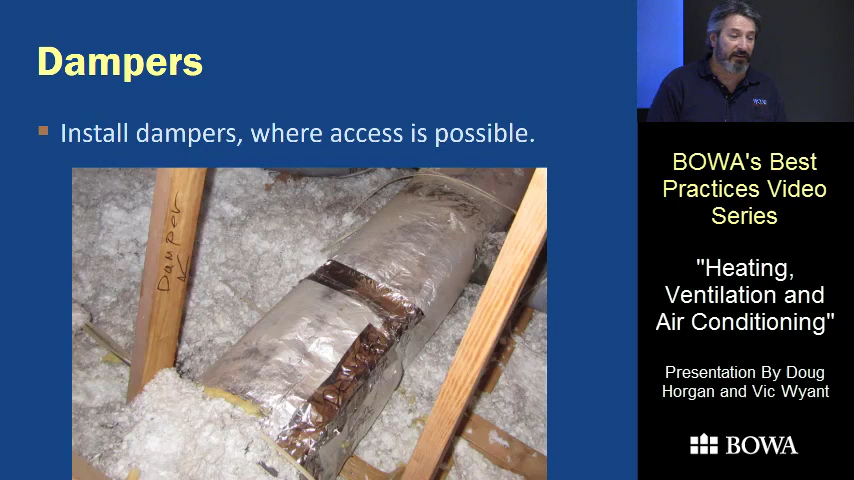 Dampers
Install dampers, where access is possible.
Damper
BOWA's Best
Practices Video
Series
"Heating,
Ventilation and
Air Conditioning"
Presentation By Doug
Horgan and Vic Wyant
BOWA